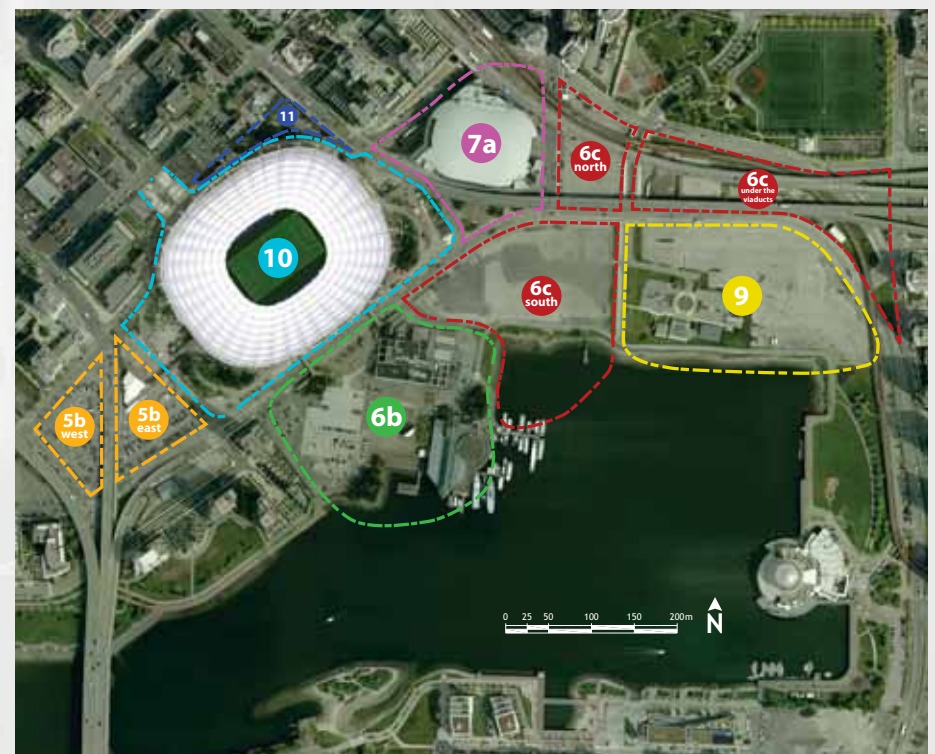 11
7a
6c
north
6c
under the
viaducts
10
6c
south
9
5b
west
5b
east
6b
0 25 50 100 150 200m
N